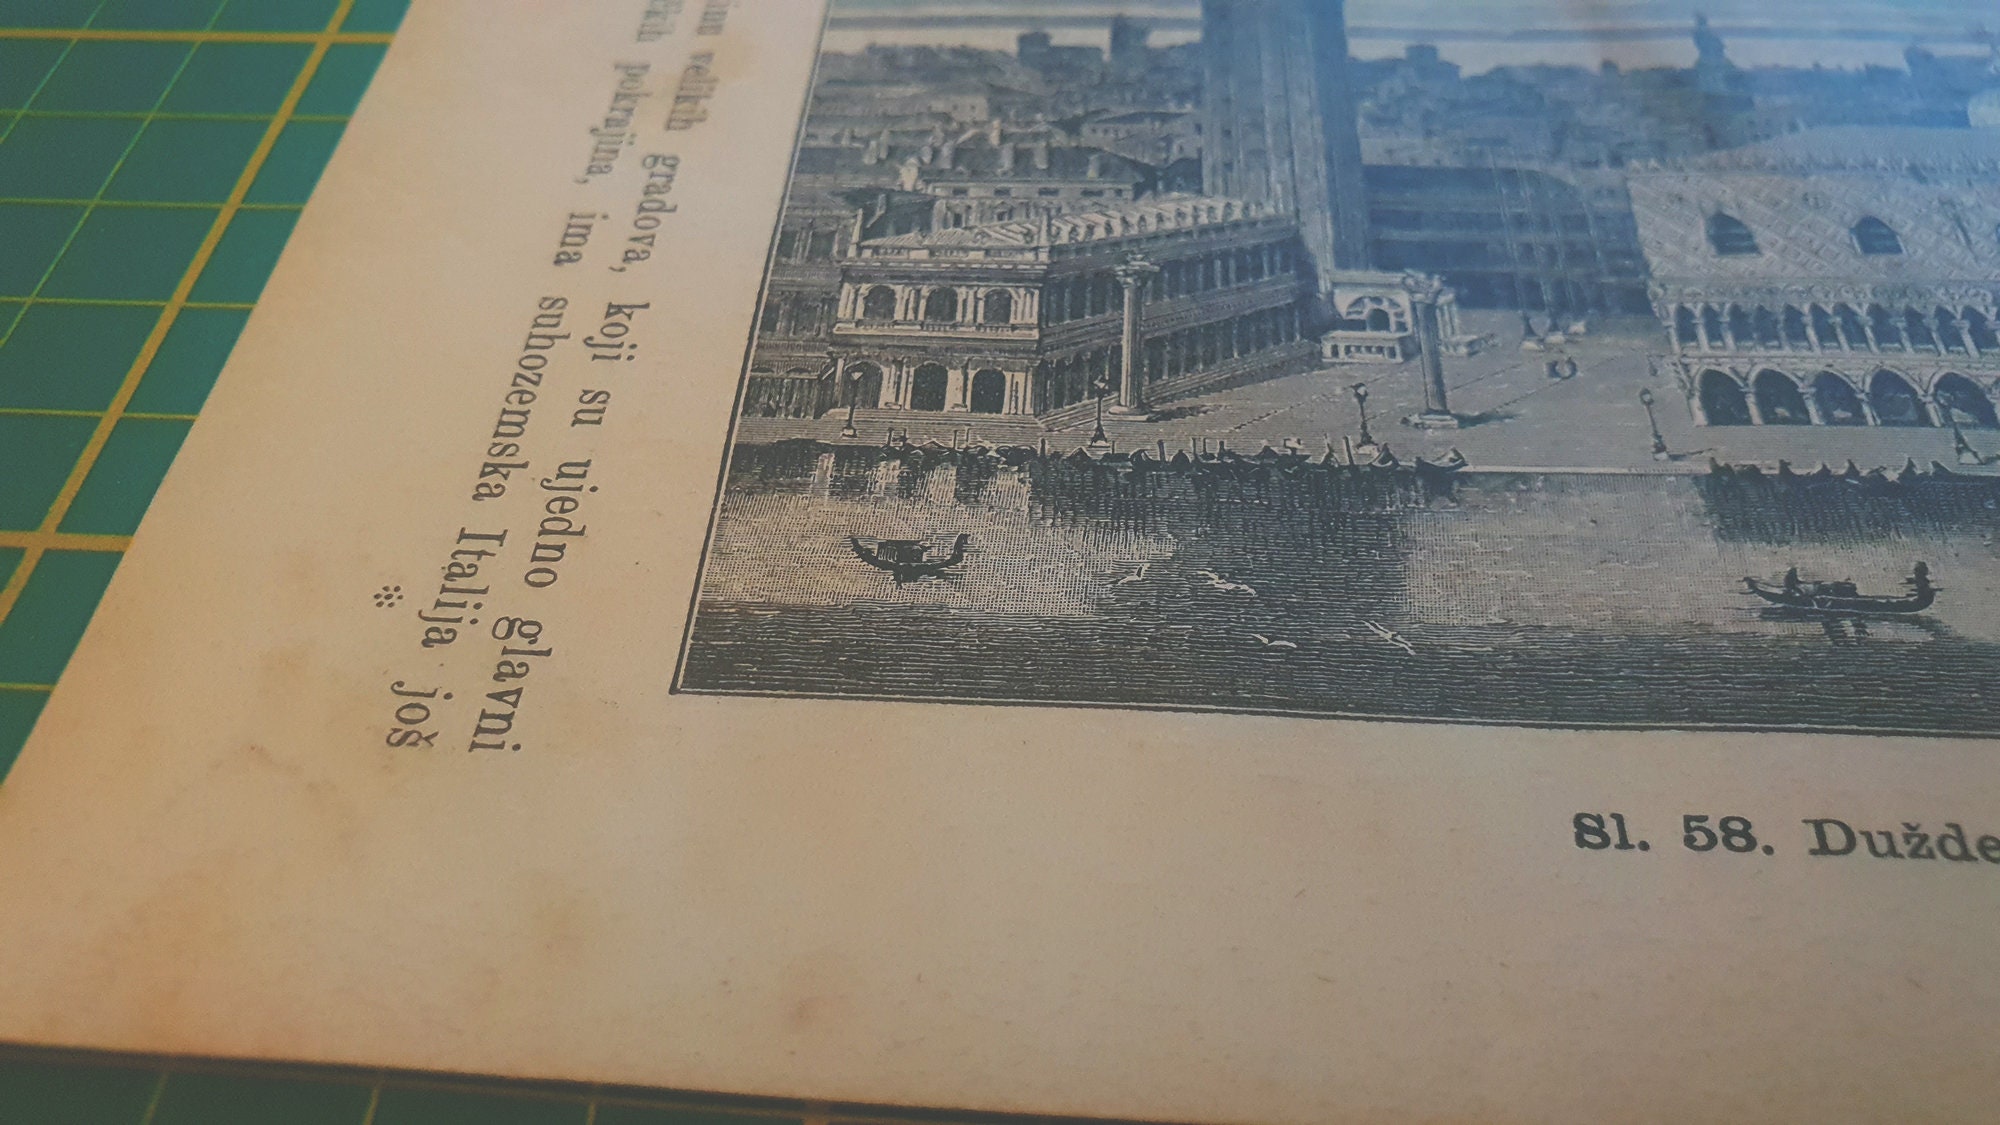 velikih gradova, koji su ujedno glavni
pokrajina, ima suhozemska Italija još
Sl. 58. Dužde